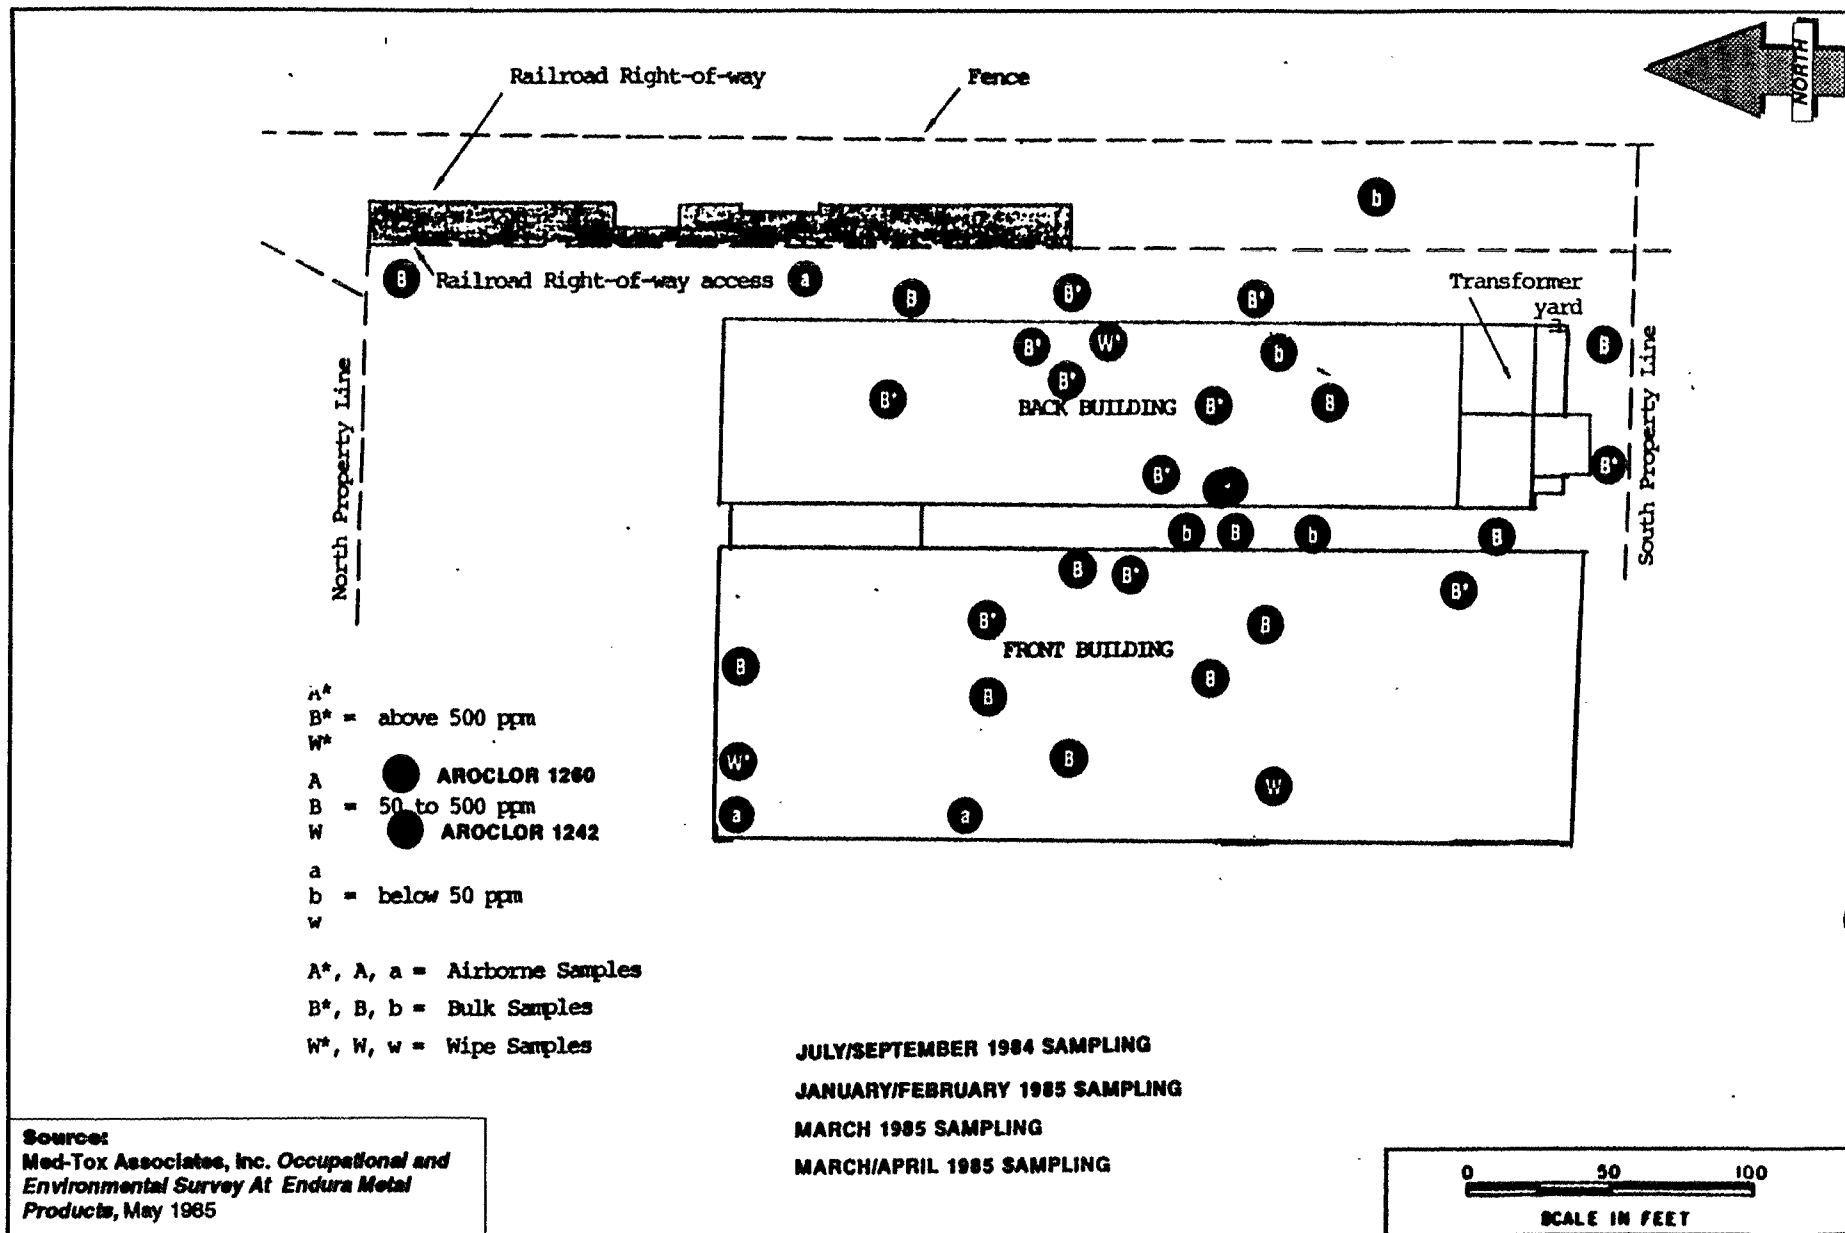 NORTH
Railroad Right-of-way
Fence
b
B
Railroad Right-of-way access
a
B
B*
B*
Transformer
yard
B*
W*
b
B
B*
B*
BACK BUILDING
B*
B
North Property Line
South Property Line
B*
B*
b
B
b
B
B
B*
B*
B*
B
FRONT BUILDING
B
B
B
A*
B* = above 500 ppm
W*
W*
B
W
A
AROCLOR 1260
B = 50 to 500 ppm
W
AROCLOR 1242
a
a
a
b = below 50 ppm
w
A*, A, a = Airborne Samples
B*, B, b = Bulk Samples
W*, W, w = Wipe Samples
JULY/SEPTEMBER 1984 SAMPLING
JANUARY/FEBRUARY 1985 SAMPLING
MARCH 1985 SAMPLING
MARCH/APRIL 1985 SAMPLING
Source:
Med-Tox Associates, Inc. Occupational and
Environmental Survey At Endura Metal
Products, May 1985
0 50 100
SCALE IN FEET